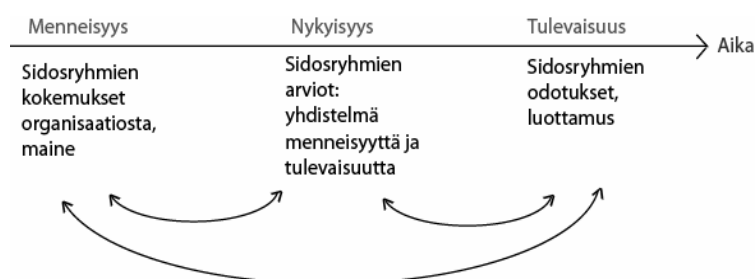 Menneisyys
Nykyisyys
Tulevaisuus
Aika
Sidosryhmien
kokemukset
organisaatiosta,
maine
Sidosryhmien
arviot:
yhdistelmä
menneisyyttä ja
tulevaisuutta
Sidosryhmien
odotukset,
luottamus